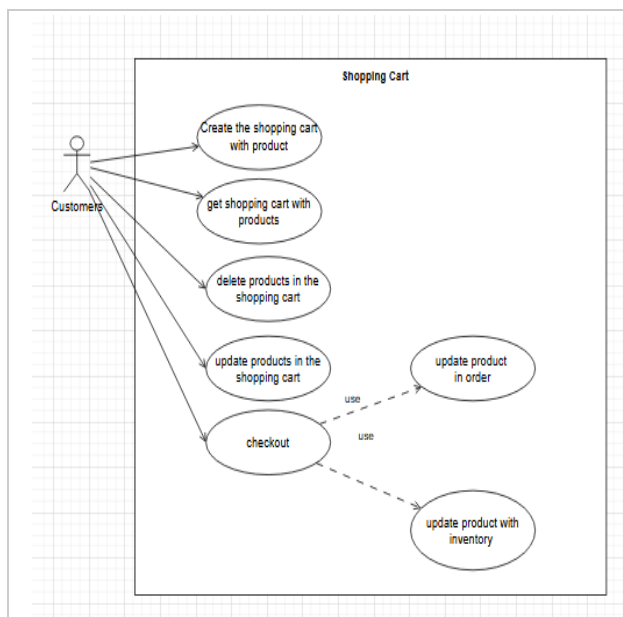 Shopping Cart
Create the shopping cart
with product
Customers
get shopping cart with
products
delete products in the
shopping cart
update products in the
shopping cart
update product
in order
use
use
checkout
update product with
inventory